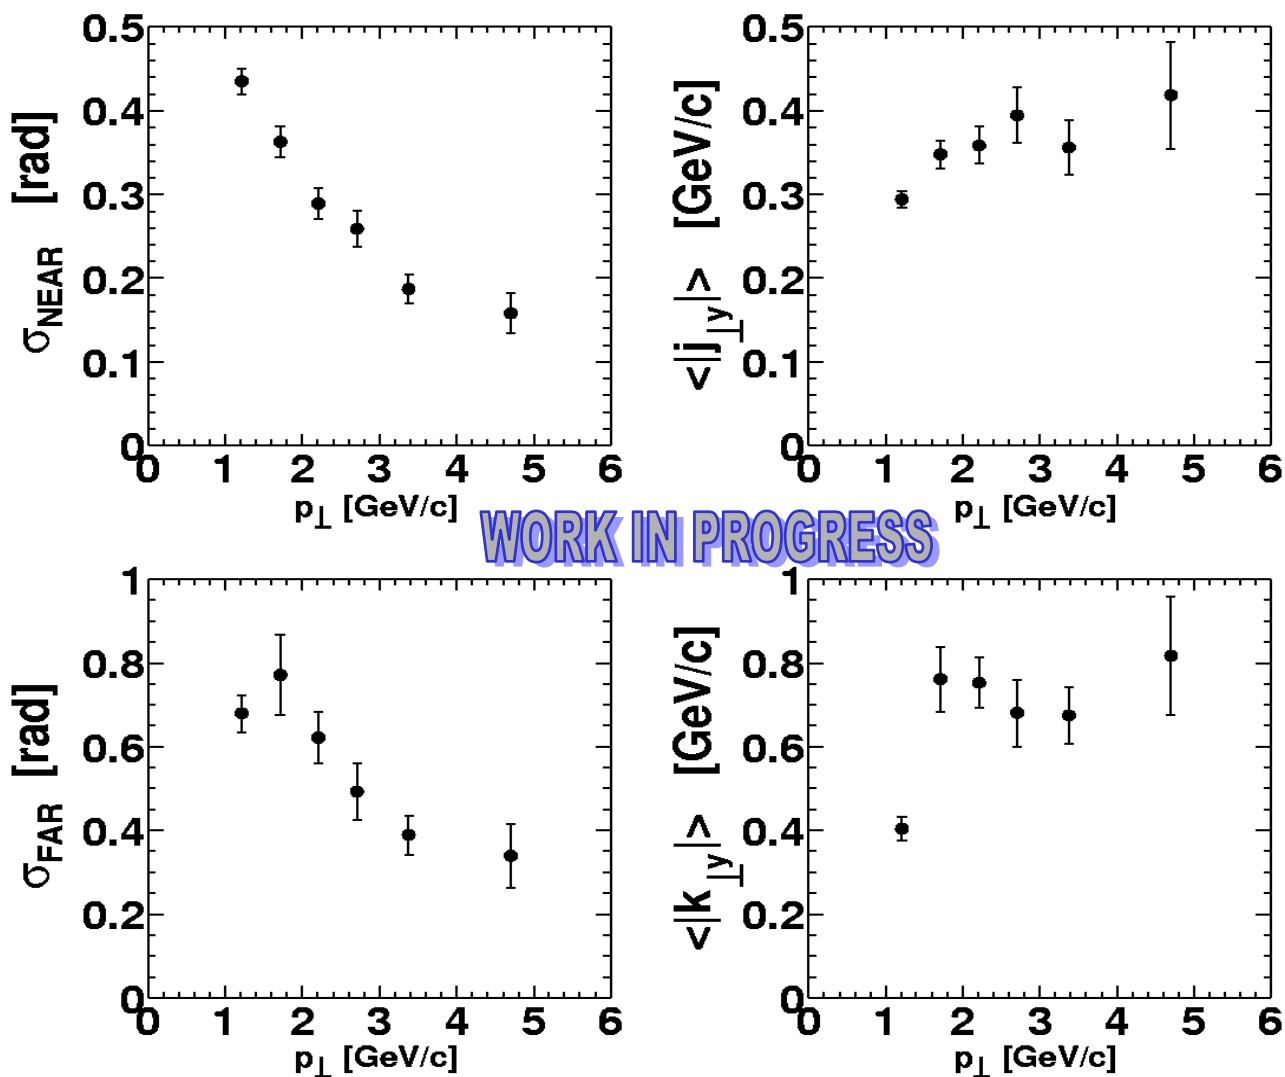 0.5
0.4
0.3
0.2
0.1
0
0 1 2 3 4 5 6
σNEAR [rad]
p⊥ [GeV/c]
0.5
0.4
0.3
0.2
0.1
0
0 1 2 3 4 5 6
<|j⊥y|> [GeV/c]
p⊥ [GeV/c]
WORK IN PROGRESS
1
0.8
0.6
0.4
0.2
0
0 1 2 3 4 5 6
σFAR [rad]
p⊥ [GeV/c]
1
0.8
0.6
0.4
0.2
0
0 1 2 3 4 5 6
<|k⊥y|> [GeV/c]
p⊥ [GeV/c]